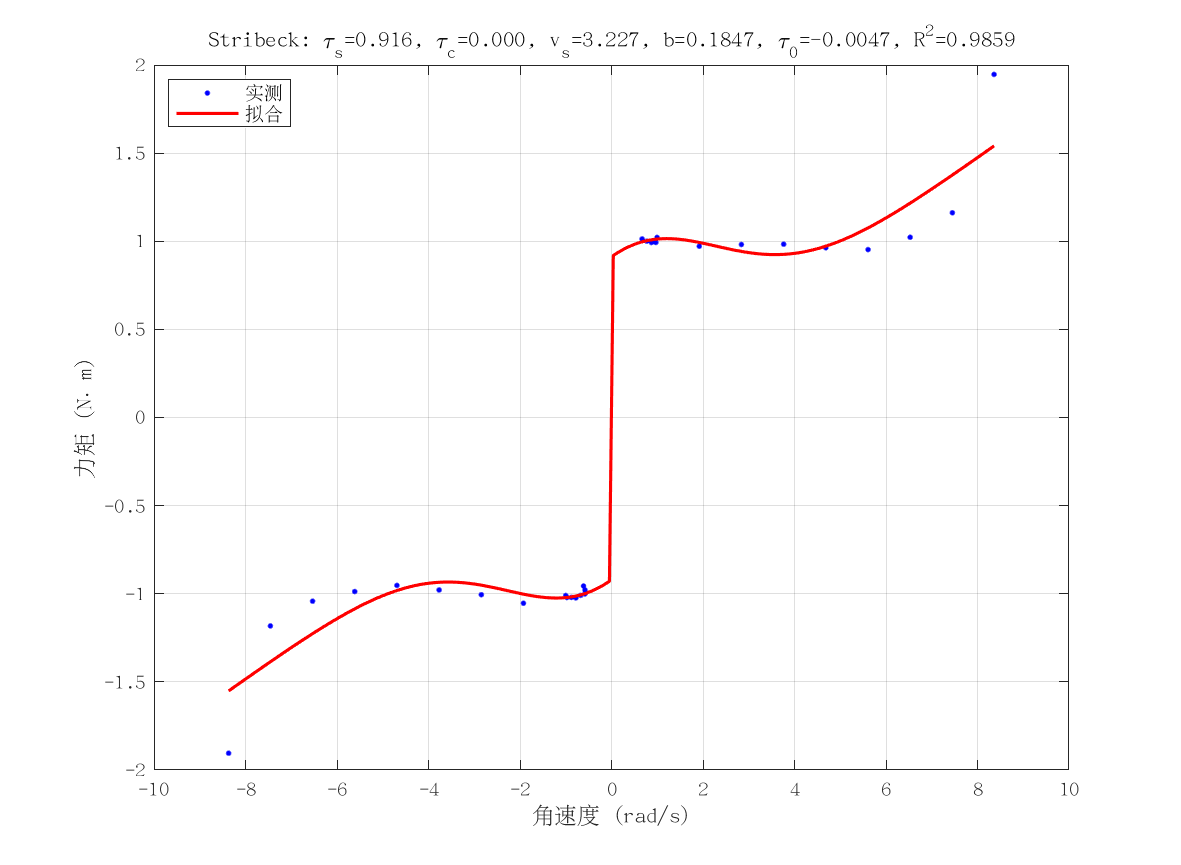 Stribeck: τs=0.916, τc=0.000, vs=3.227, b=0.1847, τ0=-0.0047, R2=0.9859
实测
拟合
2
1.5
1
0.5
0
-0.5
-1
-1.5
-2
力矩 (N·m)
-10 -8 -6 -4 -2 0 2 4 6 8 10
角速度 (rad/s)